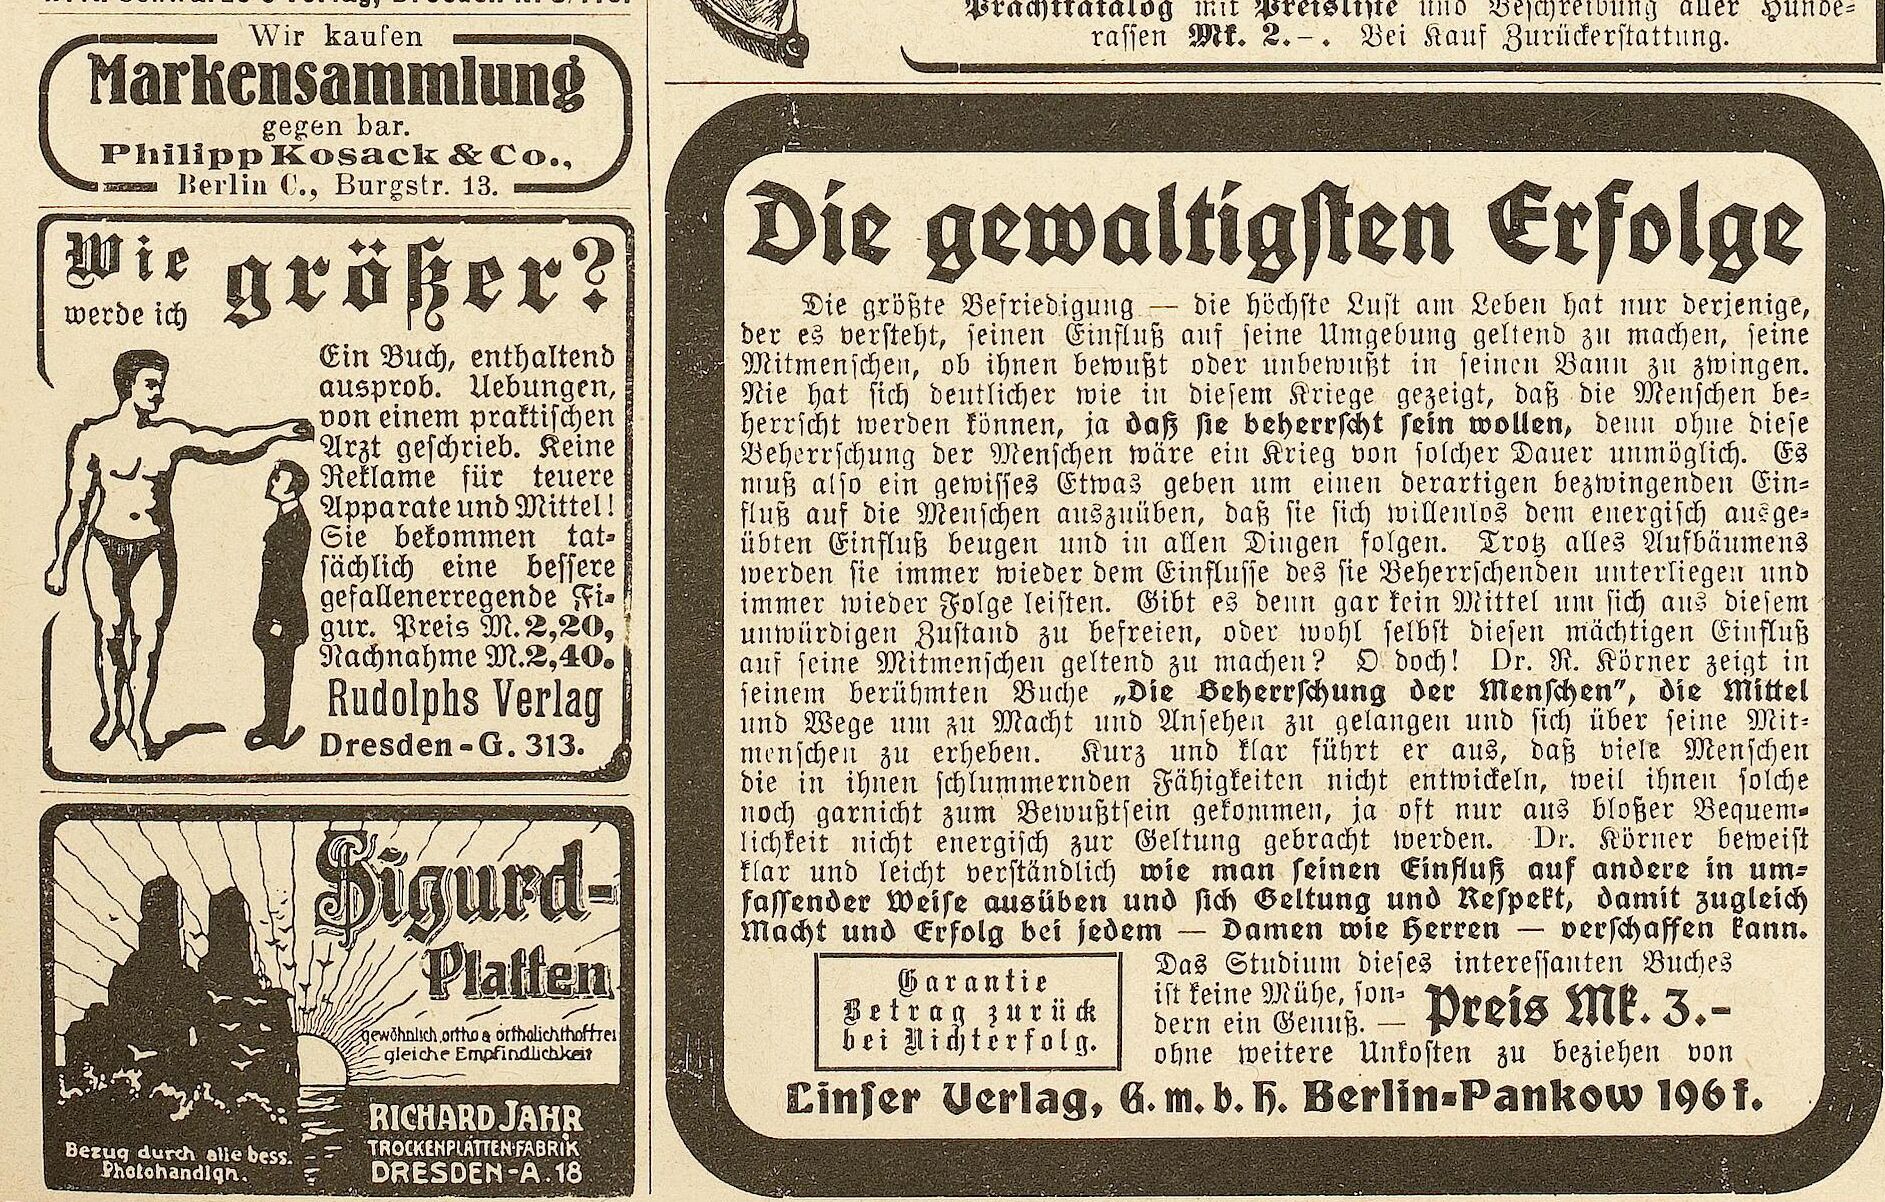 Wir kaufen
Markensammlung
gegen bar.
Philipp Kosack & Co.,
Berlin C., Burgstr. 13.
Wie größer?
werde ich
Ein Buch, enthaltend
ausprob. Uebungen,
von einem praktischen
Arzt geschrieb. Keine
Reklame für teuere
Apparate und Mittel!
Sie bekommen tat-
sächlich eine bessere
gefallenerregende Fi-
gur. Preis M. 2,20,
Nachnahme M. 2,40.
Rudolphs Verlag
Dresden-G. 313.
Sigurd-
Platten
gewöhnlich, ortho & ortholichthoffrei
gleiche Empfindlichkeit
RICHARD JAHR
TROCKENPLATTEN-FABRIK
DRESDEN-A.18
Bezug durch alle bess.
Photohandlgn.
Prachtkatalog mit Preisliste und Beschreibung aller Hunde-
rassen Mk. 2.–. Bei Kauf Zurückerstattung.
Die gewaltigsten Erfolge
Die größte Befriedigung — die höchste Lust am Leben hat nur derjenige,
der es versteht, seinen Einfluß auf seine Umgebung geltend zu machen, seine
Mitmenschen, ob ihnen bewußt oder unbewußt in seinen Bann zu zwingen.
Nie hat sich deutlicher wie in diesem Kriege gezeigt, daß die Menschen be-
herrscht werden können, ja daß sie beherrscht sein wollen, denn ohne diese
Beherrschung der Menschen wäre ein Krieg von solcher Dauer unmöglich. Es
muß also ein gewisses Etwas geben um einen derartigen bezwingenden Ein-
fluß auf die Menschen auszuüben, daß sie sich willenlos dem energisch ausge-
übten Einfluß beugen und in allen Dingen folgen. Trotz alles Aufbäumens
werden sie immer wieder dem Einflusse des sie Beherrschenden unterliegen und
immer wieder Folge leisten. Gibt es denn gar kein Mittel um sich aus diesem
unwürdigen Zustand zu befreien, oder wohl selbst diesen mächtigen Einfluß
auf seine Mitmenschen geltend zu machen? O doch! Dr. R. Körner zeigt in
seinem berühmten Buche „Die Beherrschung der Menschen", die Mittel
und Wege um zu Macht und Ansehen zu gelangen und sich über seine Mit-
menschen zu erheben. Kurz und klar führt er aus, daß viele Menschen
die in ihnen schlummernden Fähigkeiten nicht entwickeln, weil ihnen solche
noch garnicht zum Bewußtsein gekommen, ja oft nur aus bloßer Bequem-
lichkeit nicht energisch zur Geltung gebracht werden. Dr. Körner beweist
klar und leicht verständlich wie man seinen Einfluß auf andere in um-
fassender Weise ausüben und sich Geltung und Respekt, damit zugleich
Macht und Erfolg bei jedem — Damen wie Herren — verschaffen kann.
Garantie
Betrag zurück
bei Nichterfolg.
Das Studium dieses interessanten Buches
ist keine Mühe, son-
dern ein Genuß. — Preis Mk. 3.-
ohne weitere Unkosten zu beziehen von
Linser Verlag, G. m. b. H. Berlin-Pankow 196 f.